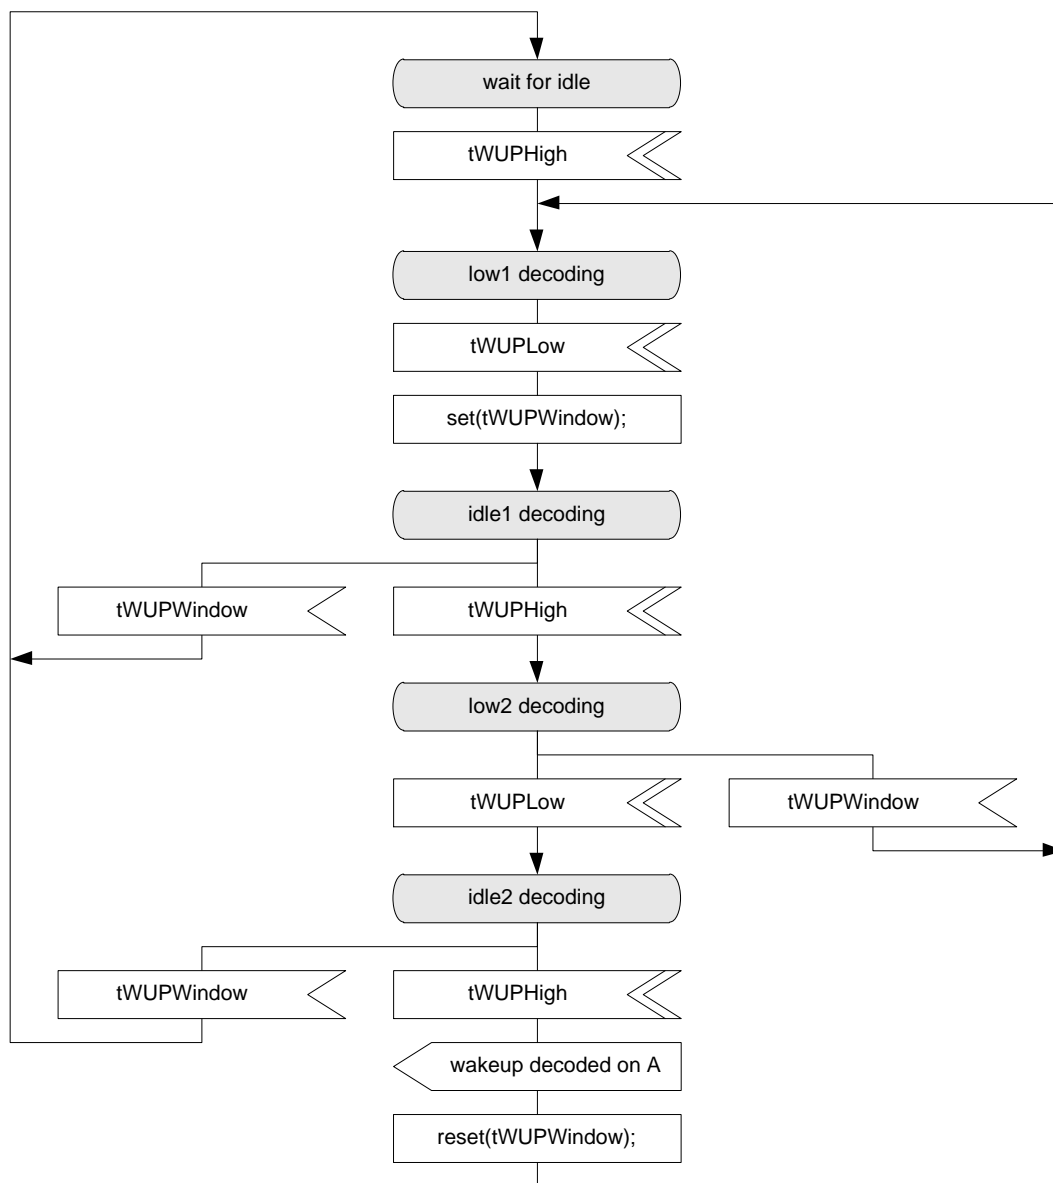 wait for idle
tWUPHigh
low1 decoding
tWUPLow
set(tWUPWindow);
idle1 decoding
tWUPWindow
tWUPHigh
low2 decoding
tWUPLow
tWUPWindow
idle2 decoding
tWUPWindow
tWUPHigh
wakeup decoded on A
reset(tWUPWindow);